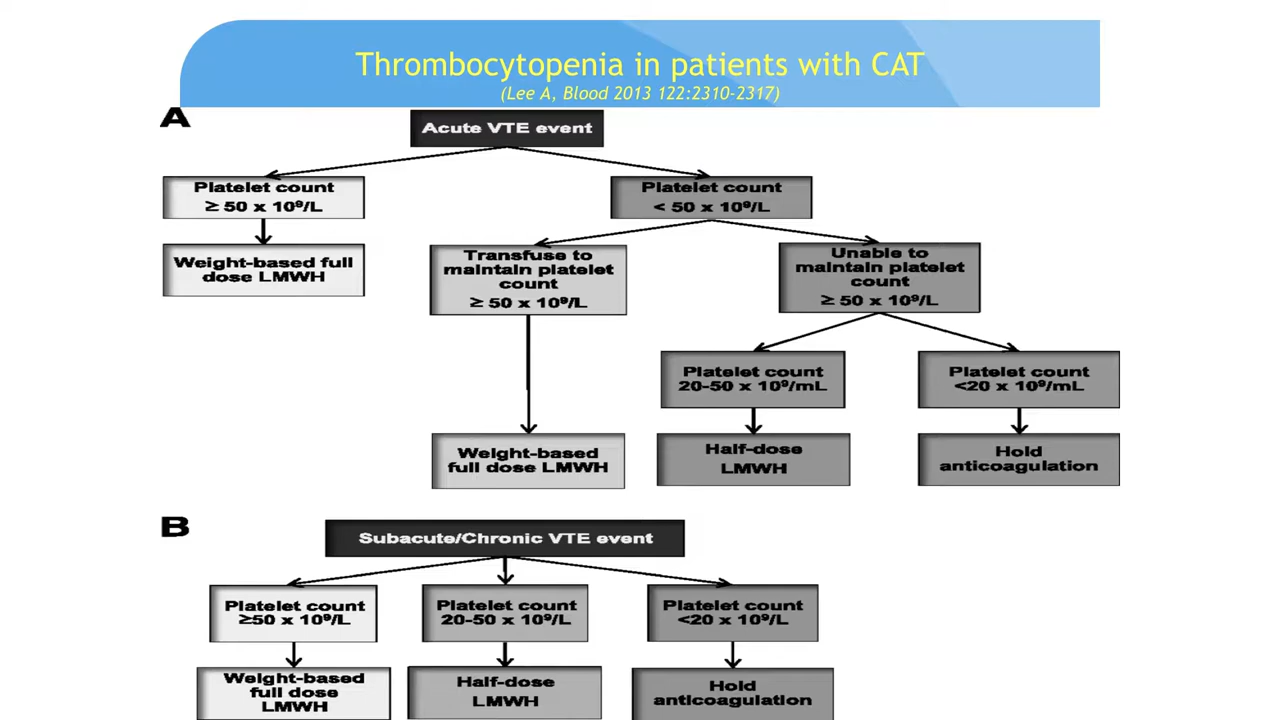 Thrombocytopenia in patients with CAT
(Lee A, Blood 2013 122:2310-2317)
A
Acute VTE event
Platelet count
≥ 50 x 10⁹/L
Platelet count
< 50 x 10⁹/L
Weight-based full
dose LMWH
Transfuse to
maintain platelet
count
≥ 50 x 10⁹/L
Unable to
maintain platelet
count
≥ 50 x 10⁹/L
Platelet count
20-50 x 10⁹/mL
Platelet count
<20 x 10⁹/mL
Weight-based
full dose LMWH
Half-dose
LMWH
Hold
anticoagulation
B
Subacute/Chronic VTE event
Platelet count
≥50 x 10⁹/L
Platelet count
20-50 x 10⁹/L
Platelet count
<20 x 10⁹/L
Weight-based
full dose
LMWH
Half-dose
LMWH
Hold
anticoagulation